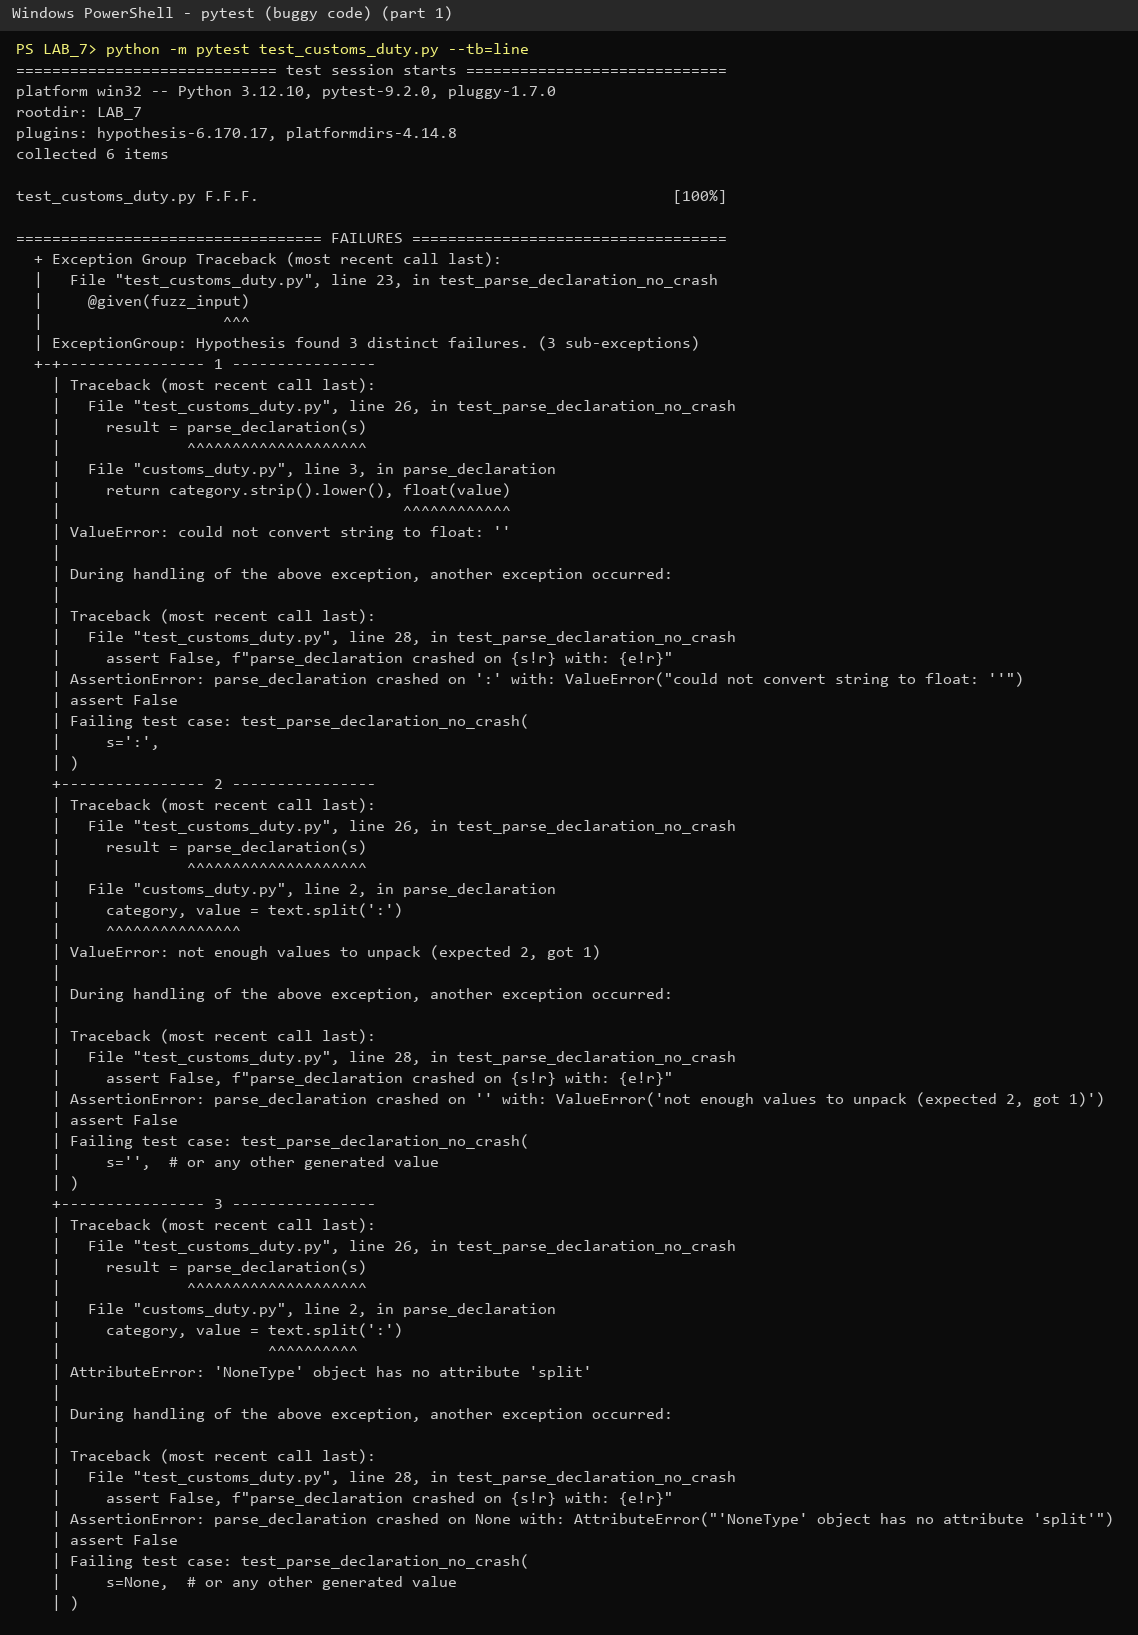 Windows PowerShell - pytest (buggy code) (part 1)
PS LAB_7> python -m pytest test_customs_duty.py --tb=line
============================= test session starts =============================
platform win32 -- Python 3.12.10, pytest-9.2.0, pluggy-1.7.0
rootdir: LAB_7
plugins: hypothesis-6.170.17, platformdirs-4.14.8
collected 6 items

test_customs_duty.py F.F.F.                                              [100%]

================================== FAILURES ===================================
  + Exception Group Traceback (most recent call last):
  |   File "test_customs_duty.py", line 23, in test_parse_declaration_no_crash
  |     @given(fuzz_input)
  |                    ^^^
  | ExceptionGroup: Hypothesis found 3 distinct failures. (3 sub-exceptions)
  +-+---------------- 1 ----------------
    | Traceback (most recent call last):
    |   File "test_customs_duty.py", line 26, in test_parse_declaration_no_crash
    |     result = parse_declaration(s)
    |              ^^^^^^^^^^^^^^^^^^^^
    |   File "customs_duty.py", line 3, in parse_declaration
    |     return category.strip().lower(), float(value)
    |                                      ^^^^^^^^^^^^
    | ValueError: could not convert string to float: ''
    |
    | During handling of the above exception, another exception occurred:
    |
    | Traceback (most recent call last):
    |   File "test_customs_duty.py", line 28, in test_parse_declaration_no_crash
    |     assert False, f"parse_declaration crashed on {s!r} with: {e!r}"
    | AssertionError: parse_declaration crashed on ':' with: ValueError("could not convert string to float: ''")
    | assert False
    | Failing test case: test_parse_declaration_no_crash(
    |     s=':',
    | )
    +---------------- 2 ----------------
    | Traceback (most recent call last):
    |   File "test_customs_duty.py", line 26, in test_parse_declaration_no_crash
    |     result = parse_declaration(s)
    |              ^^^^^^^^^^^^^^^^^^^^
    |   File "customs_duty.py", line 2, in parse_declaration
    |     category, value = text.split(':')
    |     ^^^^^^^^^^^^^^^
    | ValueError: not enough values to unpack (expected 2, got 1)
    |
    | During handling of the above exception, another exception occurred:
    |
    | Traceback (most recent call last):
    |   File "test_customs_duty.py", line 28, in test_parse_declaration_no_crash
    |     assert False, f"parse_declaration crashed on {s!r} with: {e!r}"
    | AssertionError: parse_declaration crashed on '' with: ValueError('not enough values to unpack (expected 2, got 1)')
    | assert False
    | Failing test case: test_parse_declaration_no_crash(
    |     s='',  # or any other generated value
    | )
    +---------------- 3 ----------------
    | Traceback (most recent call last):
    |   File "test_customs_duty.py", line 26, in test_parse_declaration_no_crash
    |     result = parse_declaration(s)
    |              ^^^^^^^^^^^^^^^^^^^^
    |   File "customs_duty.py", line 2, in parse_declaration
    |     category, value = text.split(':')
    |                       ^^^^^^^^^^
    | AttributeError: 'NoneType' object has no attribute 'split'
    |
    | During handling of the above exception, another exception occurred:
    |
    | Traceback (most recent call last):
    |   File "test_customs_duty.py", line 28, in test_parse_declaration_no_crash
    |     assert False, f"parse_declaration crashed on {s!r} with: {e!r}"
    | AssertionError: parse_declaration crashed on None with: AttributeError("'NoneType' object has no attribute 'split'")
    | assert False
    | Failing test case: test_parse_declaration_no_crash(
    |     s=None,  # or any other generated value
    | )